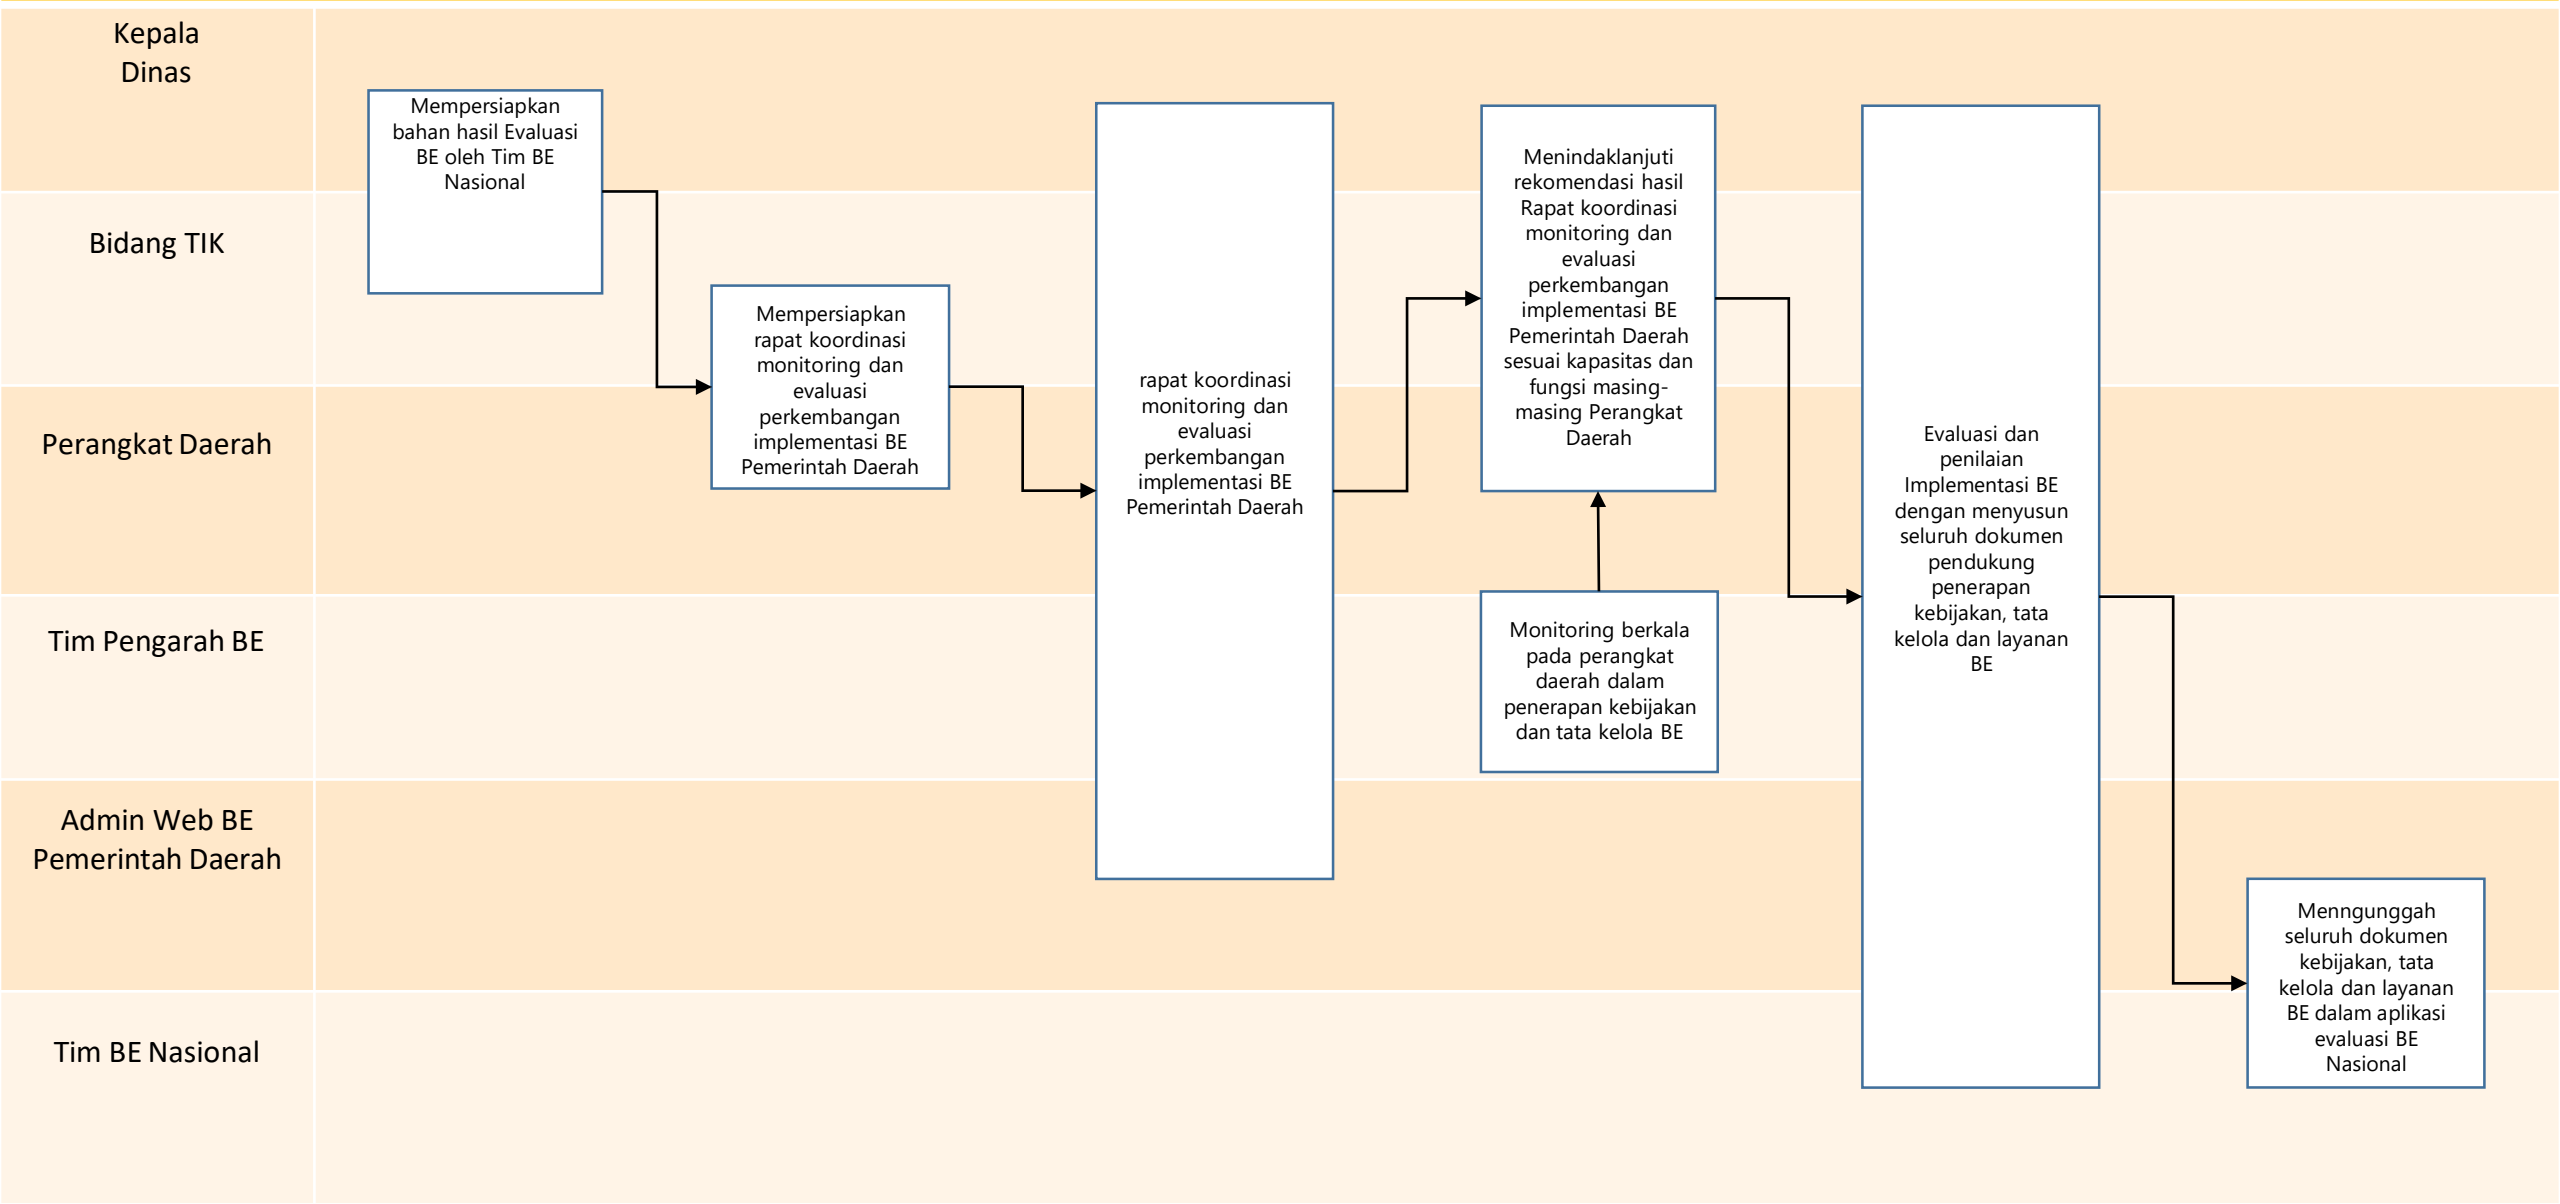 Kepala
Dinas
Bidang TIK
Perangkat Daerah
Tim Pengarah BE
Admin Web BE
Pemerintah Daerah
Tim BE Nasional
Mempersiapkan
bahan hasil Evaluasi
BE oleh Tim BE
Nasional
Mempersiapkan
rapat koordinasi
monitoring dan
evaluasi
perkembangan
implementasi BE
Pemerintah Daerah
rapat koordinasi
monitoring dan
evaluasi
perkembangan
implementasi BE
Pemerintah Daerah
Menindaklanjuti
rekomendasi hasil
Rapat koordinasi
monitoring dan
evaluasi
perkembangan
implementasi BE
Pemerintah Daerah
sesuai kapasitas dan
fungsi masing-
masing Perangkat
Daerah
Monitoring berkala
pada perangkat
daerah dalam
penerapan kebijakan
dan tata kelola BE
Evaluasi dan
penilaian
Implementasi BE
dengan menyusun
seluruh dokumen
pendukung
penerapan
kebijakan, tata
kelola dan layanan
BE
Menngunggah
seluruh dokumen
kebijakan, tata
kelola dan layanan
BE dalam aplikasi
evaluasi BE
Nasional